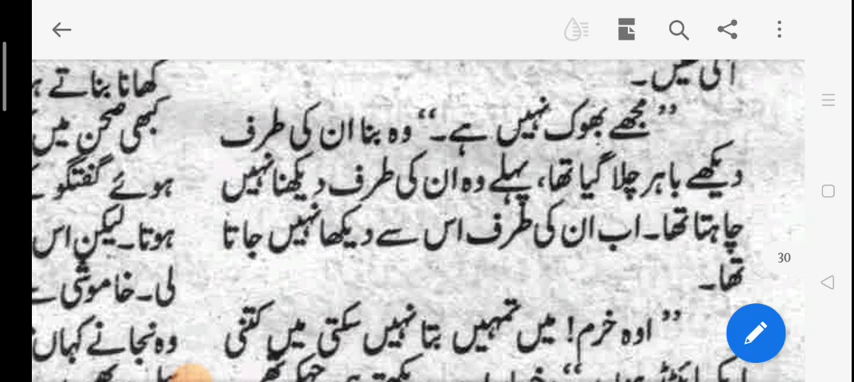 ’’مجھے بھوک نہیں ہے۔‘‘ وہ بنا ان کی طرف
دیکھے باہر چلا گیا تھا، پہلے وہ ان کی طرف دیکھنا نہیں
چاہتا تھا۔ اب ان کی طرف اس سے دیکھا نہیں جاتا
تھا۔
’’اوہ خرم! میں تمہیں بتا نہیں سکتی میں کتنی
کھانا بناتے
کبھی صحن میں
ہوئے گفتگو
ہوتا۔ لیکن اس
لی۔ خاموشی
وہ نجانے کہاں
30